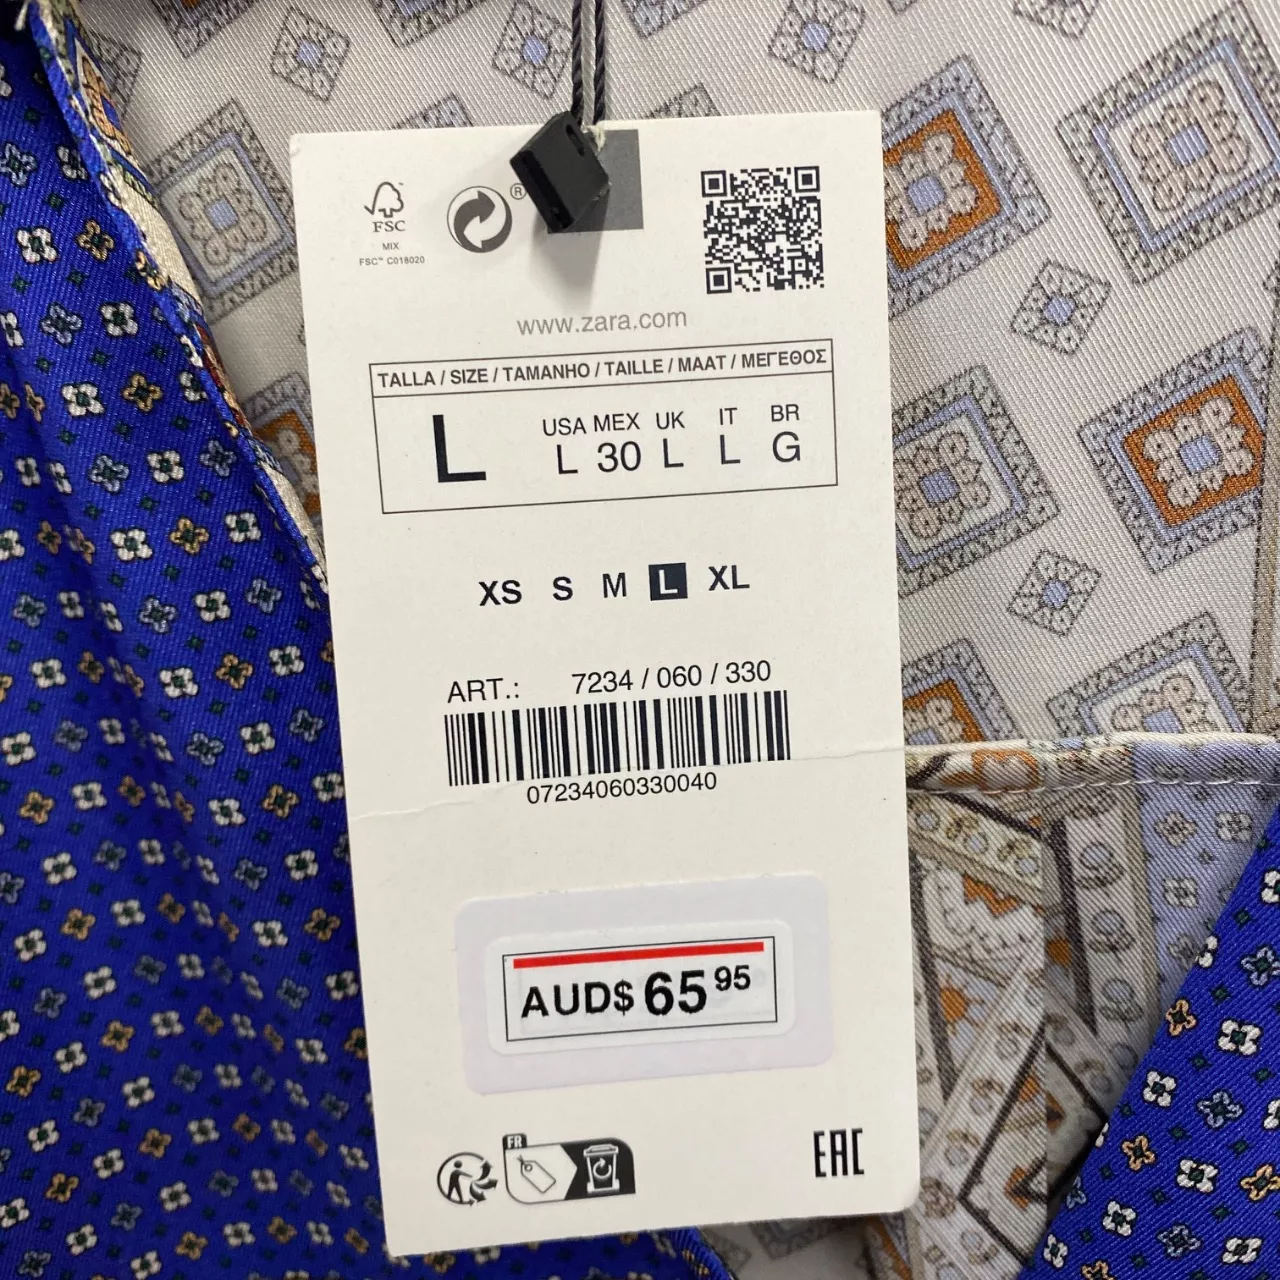 FSC
MIX
FSC™ C018020
®
www.zara.com
TALLA / SIZE / TAMANHO / TAILLE / MAAT / ΜΕΓΕΘΟΣ
L
USA MEX UK IT BR
L 30 L L G
XS S M L XL
ART.: 7234 / 060 / 330
07234060330040
AUD$ 65 95
FR
EAC